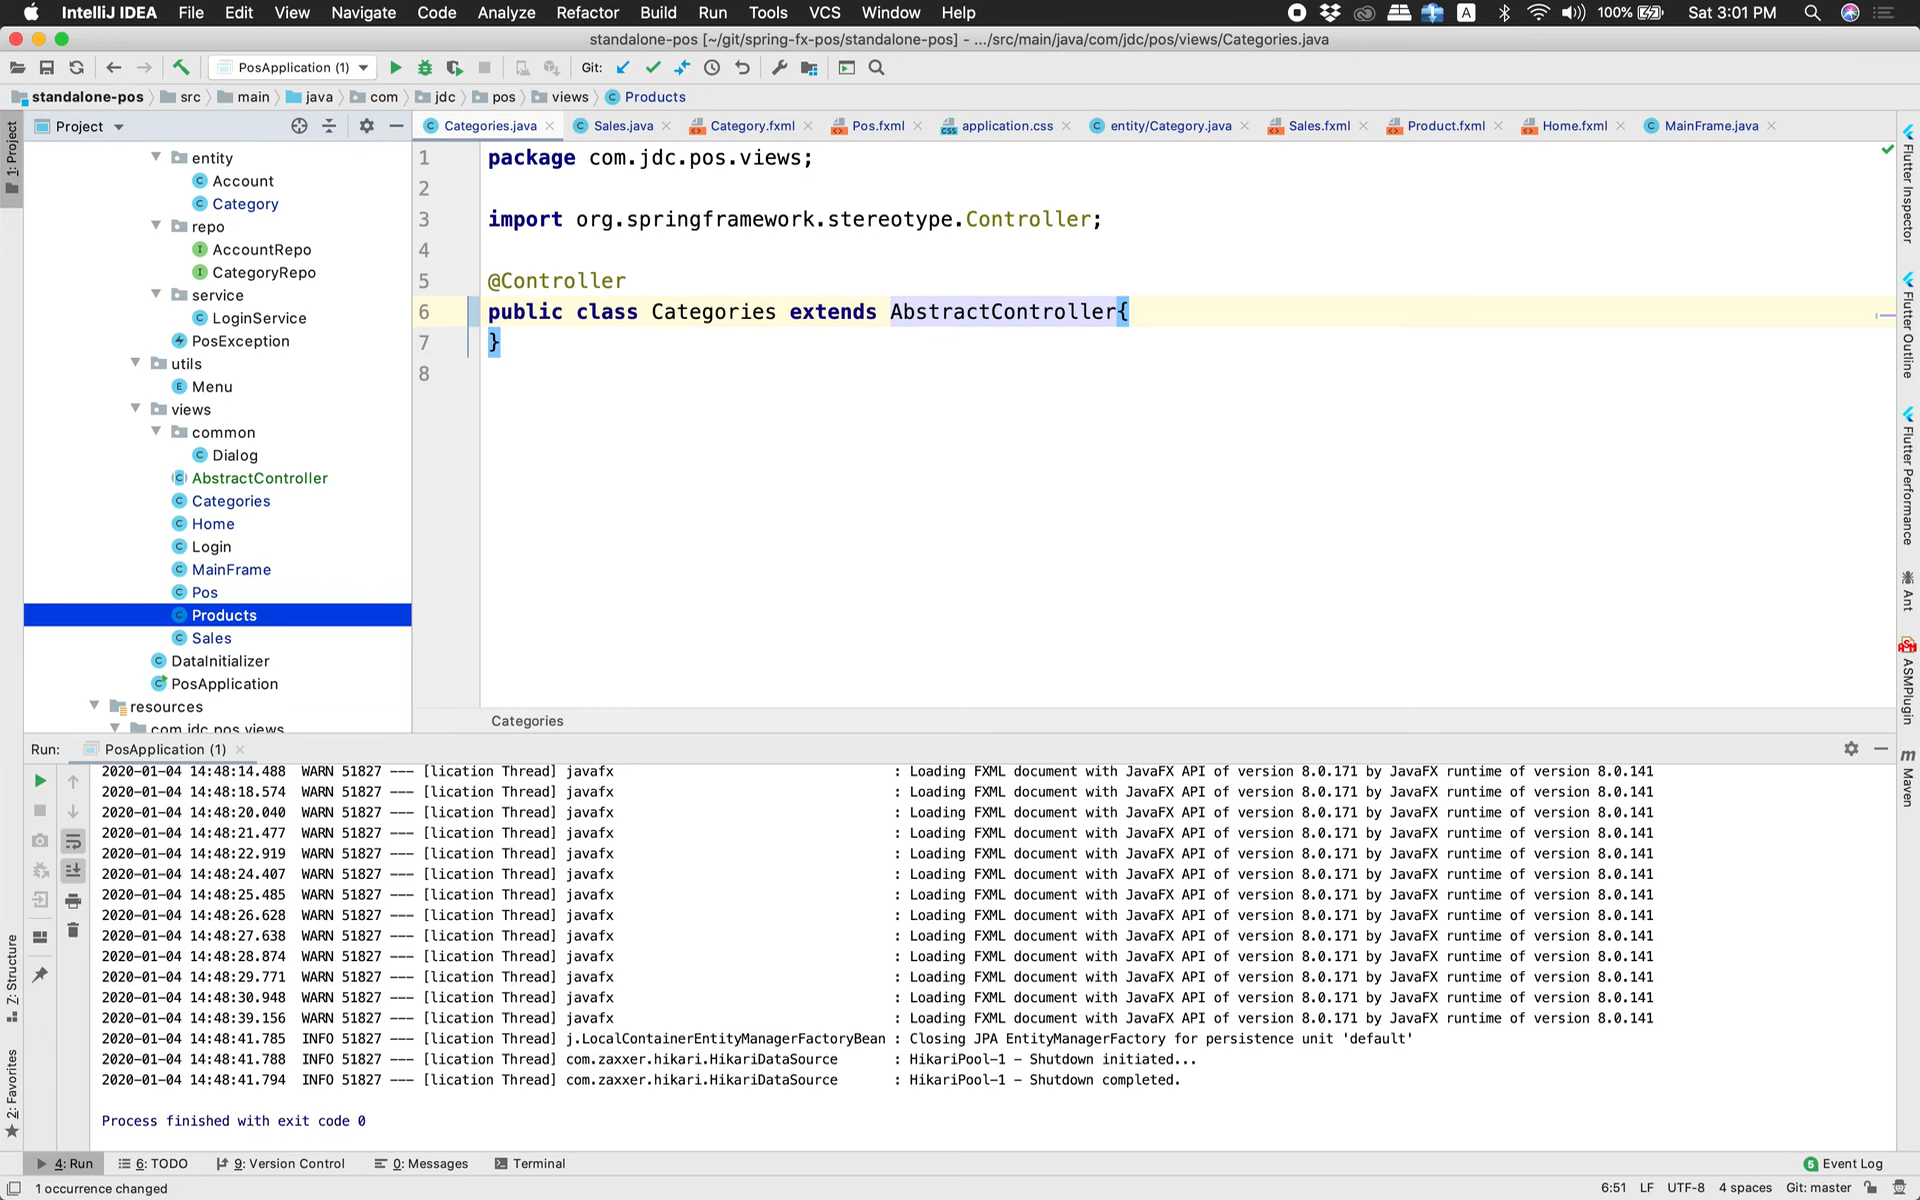 IntelliJ IDEA File Edit View Navigate Code Analyze Refactor Build Run Tools VCS Window Help A 100% Sat 3:01 PM
standalone-pos [~/git/spring-fx-pos/standalone-pos] - .../src/main/java/com/jdc/pos/views/Categories.java
PosApplication (1) Git:
standalone-pos src main java com jdc pos views Products
Project
Categories.java Sales.java Category.fxml Pos.fxml application.css entity/Category.java Sales.fxml Product.fxml Home.fxml MainFrame.java
entity
Account
Category
repo
AccountRepo
CategoryRepo
service
LoginService
PosException
utils
Menu
views
common
Dialog
AbstractController
Categories
Home
Login
MainFrame
Pos
Products
Sales
DataInitializer
PosApplication
resources
com.jdc.pos.views
1 package com.jdc.pos.views;
2
3 import org.springframework.stereotype.Controller;
4
5 @Controller
6 public class Categories extends AbstractController{
7 }
8
Categories
1: Project
Z: Structure
2: Favorites
Flutter Inspector
Flutter Outline
Flutter Performance
Ant
ASMPlugin
Maven
Run: PosApplication (1)
2020-01-04 14:48:14.488 WARN 51827 --- [lication Thread] javafx : Loading FXML document with JavaFX API of version 8.0.171 by JavaFX runtime of version 8.0.141
2020-01-04 14:48:18.574 WARN 51827 --- [lication Thread] javafx : Loading FXML document with JavaFX API of version 8.0.171 by JavaFX runtime of version 8.0.141
2020-01-04 14:48:20.040 WARN 51827 --- [lication Thread] javafx : Loading FXML document with JavaFX API of version 8.0.171 by JavaFX runtime of version 8.0.141
2020-01-04 14:48:21.477 WARN 51827 --- [lication Thread] javafx : Loading FXML document with JavaFX API of version 8.0.171 by JavaFX runtime of version 8.0.141
2020-01-04 14:48:22.919 WARN 51827 --- [lication Thread] javafx : Loading FXML document with JavaFX API of version 8.0.171 by JavaFX runtime of version 8.0.141
2020-01-04 14:48:24.407 WARN 51827 --- [lication Thread] javafx : Loading FXML document with JavaFX API of version 8.0.171 by JavaFX runtime of version 8.0.141
2020-01-04 14:48:25.485 WARN 51827 --- [lication Thread] javafx : Loading FXML document with JavaFX API of version 8.0.171 by JavaFX runtime of version 8.0.141
2020-01-04 14:48:26.628 WARN 51827 --- [lication Thread] javafx : Loading FXML document with JavaFX API of version 8.0.171 by JavaFX runtime of version 8.0.141
2020-01-04 14:48:27.638 WARN 51827 --- [lication Thread] javafx : Loading FXML document with JavaFX API of version 8.0.171 by JavaFX runtime of version 8.0.141
2020-01-04 14:48:28.874 WARN 51827 --- [lication Thread] javafx : Loading FXML document with JavaFX API of version 8.0.171 by JavaFX runtime of version 8.0.141
2020-01-04 14:48:29.771 WARN 51827 --- [lication Thread] javafx : Loading FXML document with JavaFX API of version 8.0.171 by JavaFX runtime of version 8.0.141
2020-01-04 14:48:30.948 WARN 51827 --- [lication Thread] javafx : Loading FXML document with JavaFX API of version 8.0.171 by JavaFX runtime of version 8.0.141
2020-01-04 14:48:39.156 WARN 51827 --- [lication Thread] javafx : Loading FXML document with JavaFX API of version 8.0.171 by JavaFX runtime of version 8.0.141
2020-01-04 14:48:41.785 INFO 51827 --- [lication Thread] j.LocalContainerEntityManagerFactoryBean : Closing JPA EntityManagerFactory for persistence unit 'default'
2020-01-04 14:48:41.788 INFO 51827 --- [lication Thread] com.zaxxer.hikari.HikariDataSource : HikariPool-1 - Shutdown initiated...
2020-01-04 14:48:41.794 INFO 51827 --- [lication Thread] com.zaxxer.hikari.HikariDataSource : HikariPool-1 - Shutdown completed.
Process finished with exit code 0
4: Run 6: TODO 9: Version Control 0: Messages Terminal 5 Event Log
1 occurrence changed 6:51 LF UTF-8 4 spaces Git: master